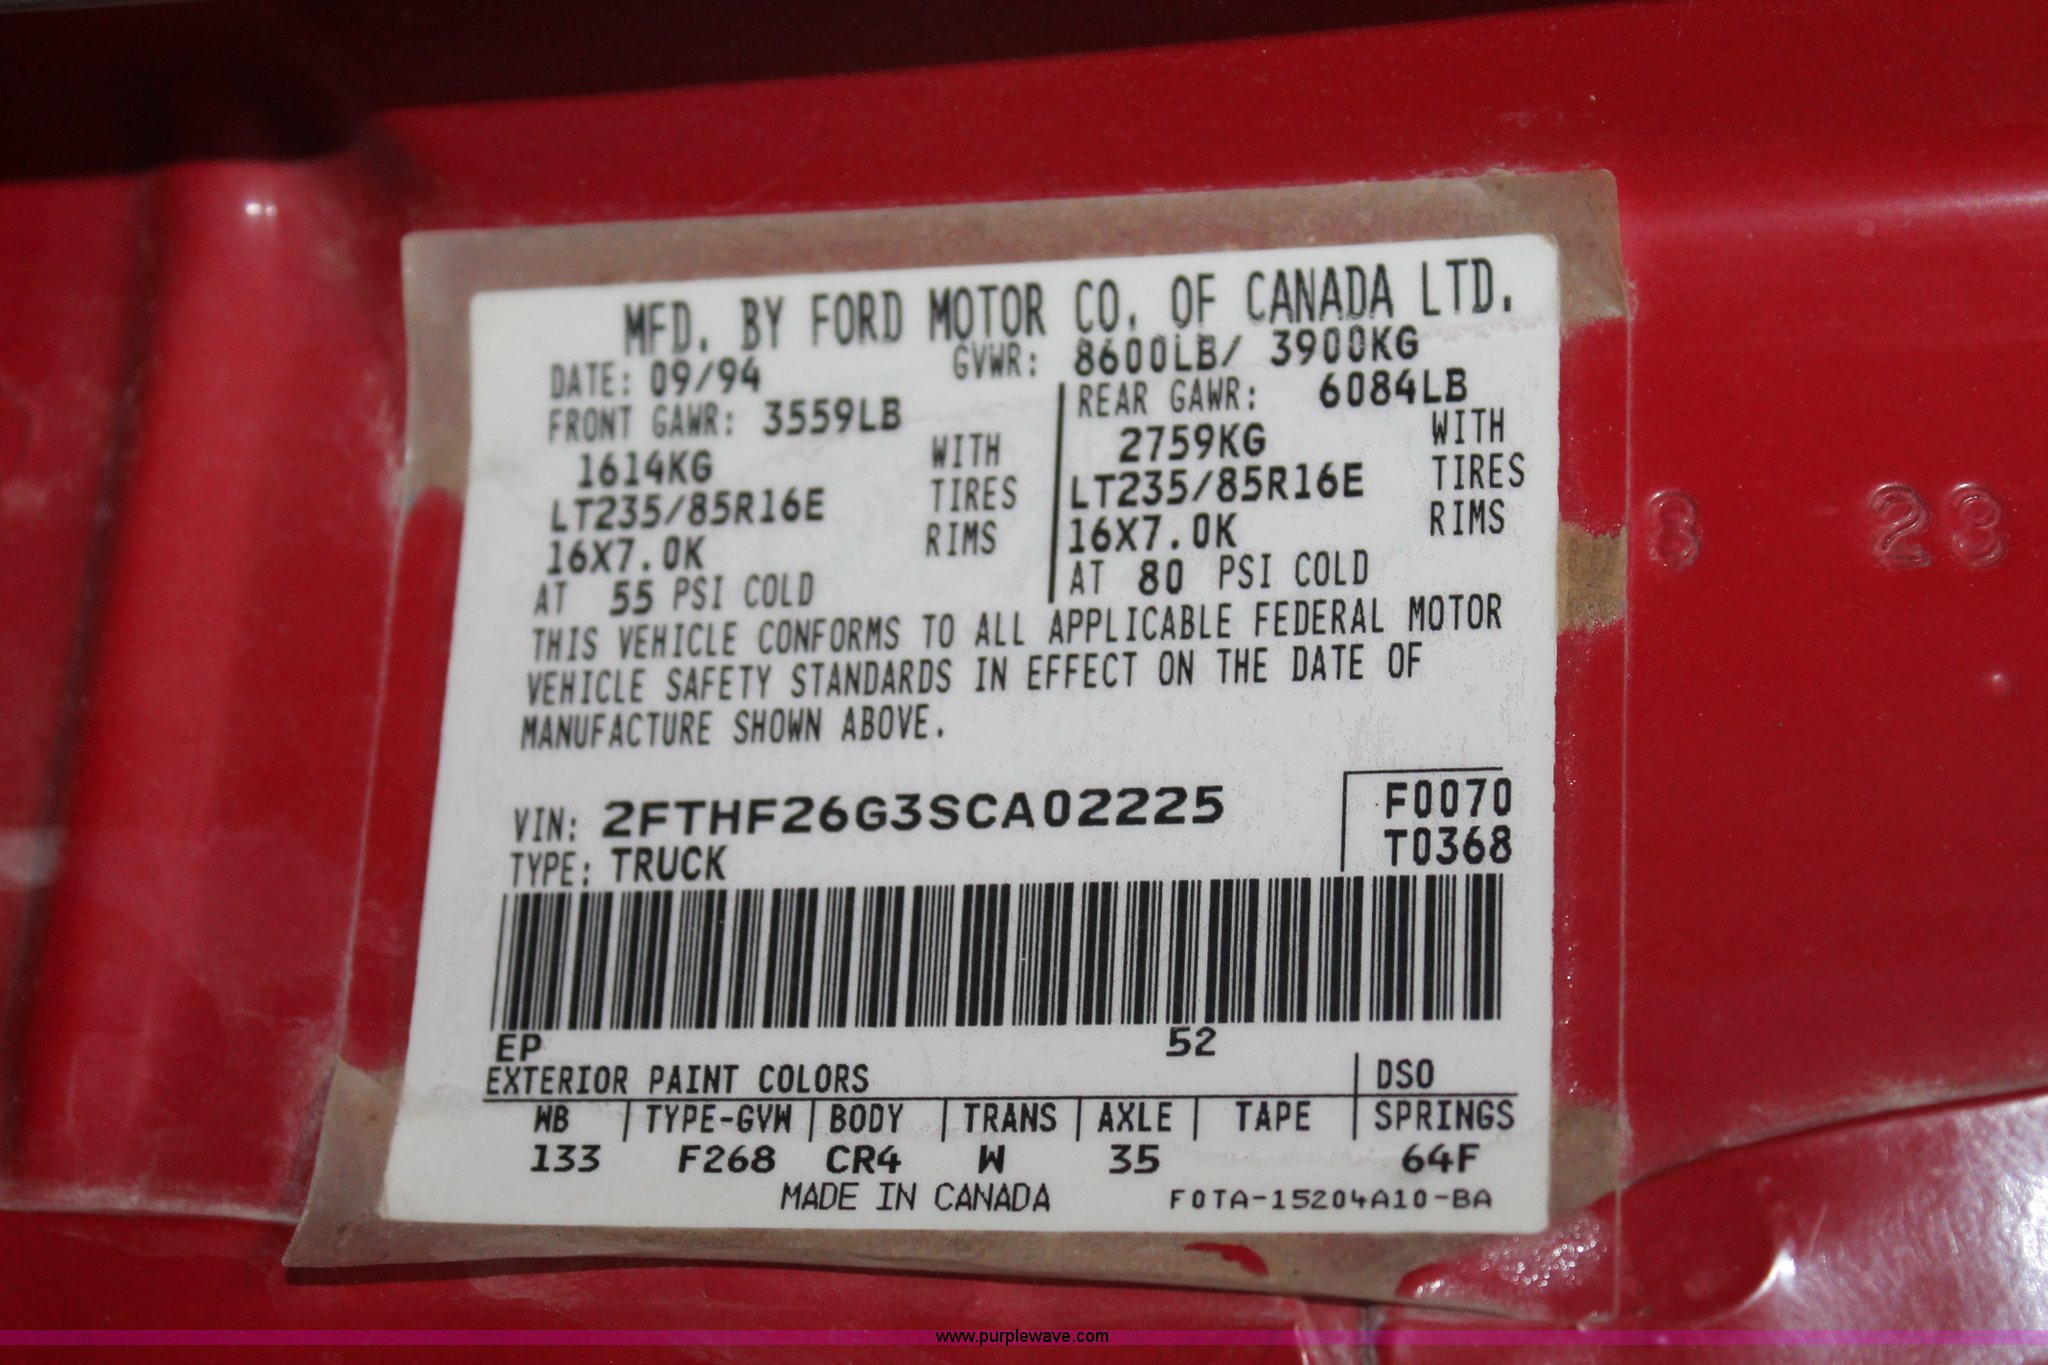 MFD. BY FORD MOTOR CO. OF CANADA LTD.
DATE: 09/94 GVWR: 8600LB/ 3900KG
FRONT GAWR: 3559LB REAR GAWR: 6084LB
1614KG WITH 2759KG WITH
LT235/85R16E TIRES LT235/85R16E TIRES
16X7.0K RIMS 16X7.0K RIMS
AT 55 PSI COLD AT 80 PSI COLD
THIS VEHICLE CONFORMS TO ALL APPLICABLE FEDERAL MOTOR
VEHICLE SAFETY STANDARDS IN EFFECT ON THE DATE OF
MANUFACTURE SHOWN ABOVE.
VIN: 2FTHF26G3SCA02225 F0070
TYPE: TRUCK T0368
EP 52
EXTERIOR PAINT COLORS DSO
WB TYPE-GVW BODY TRANS AXLE TAPE SPRINGS
133 F268 CR4 W 35 64F
MADE IN CANADA F0TA-15204A10-BA
8 23
www.purplewave.com